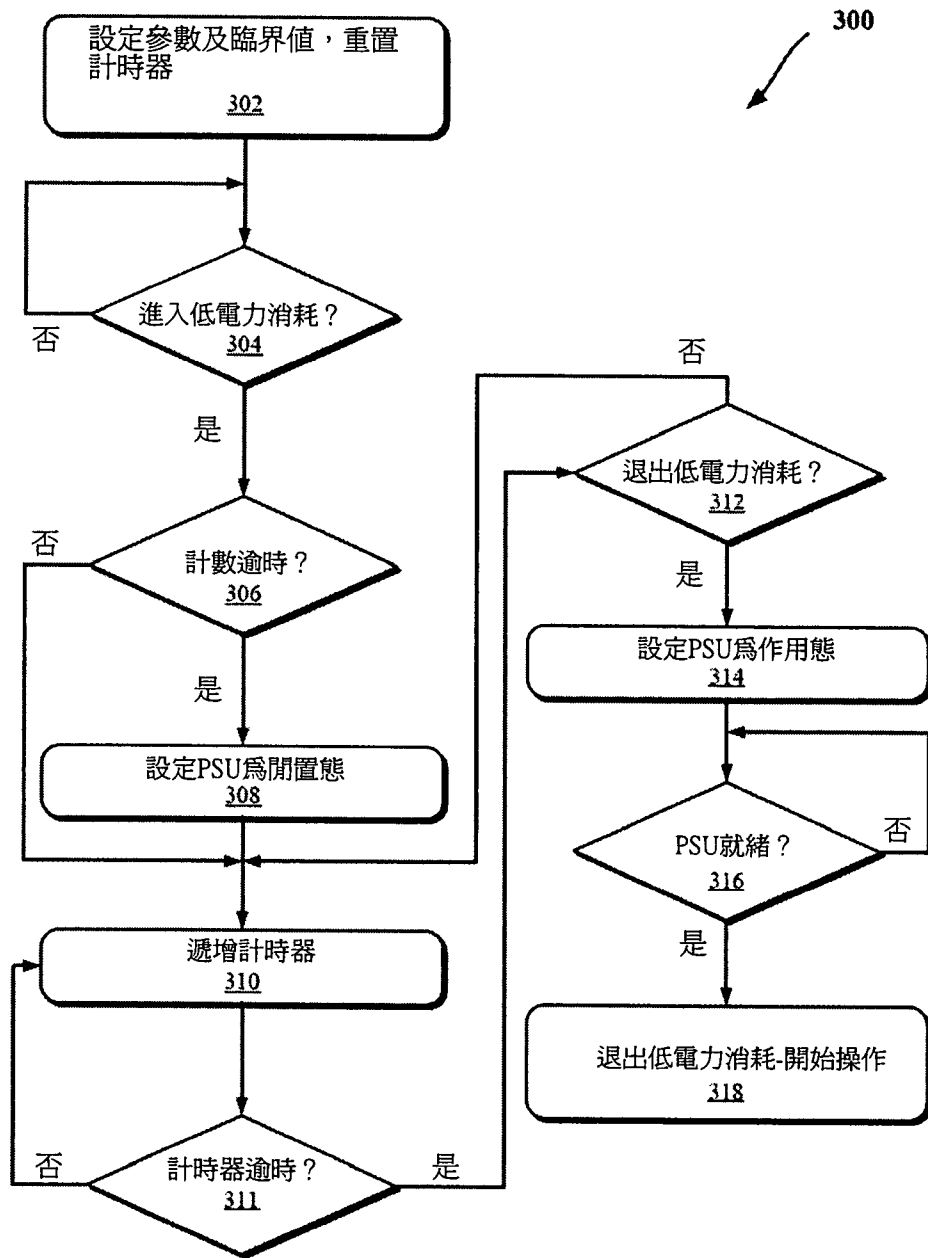 300
設定參數及臨界值,重置
計時器
302
進入低電力消耗?
304
否
是
計數逾時?
306
否
是
設定PSU爲閒置態
308
遞增計時器
310
計時器逾時?
311
否
是
否
退出低電力消耗?
312
是
設定PSU爲作用態
314
PSU就緒?
316
否
是
退出低電力消耗-開始操作
318